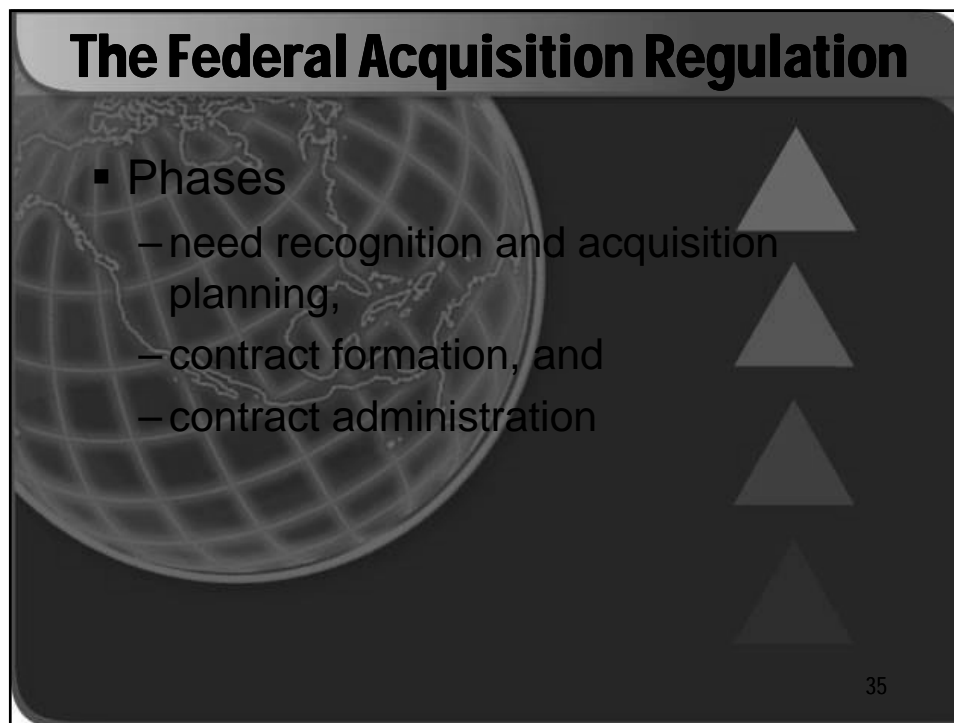 The Federal Acquisition Regulation
▪ Phases
– need recognition and acquisition
planning,
– contract formation, and
– contract administration
35